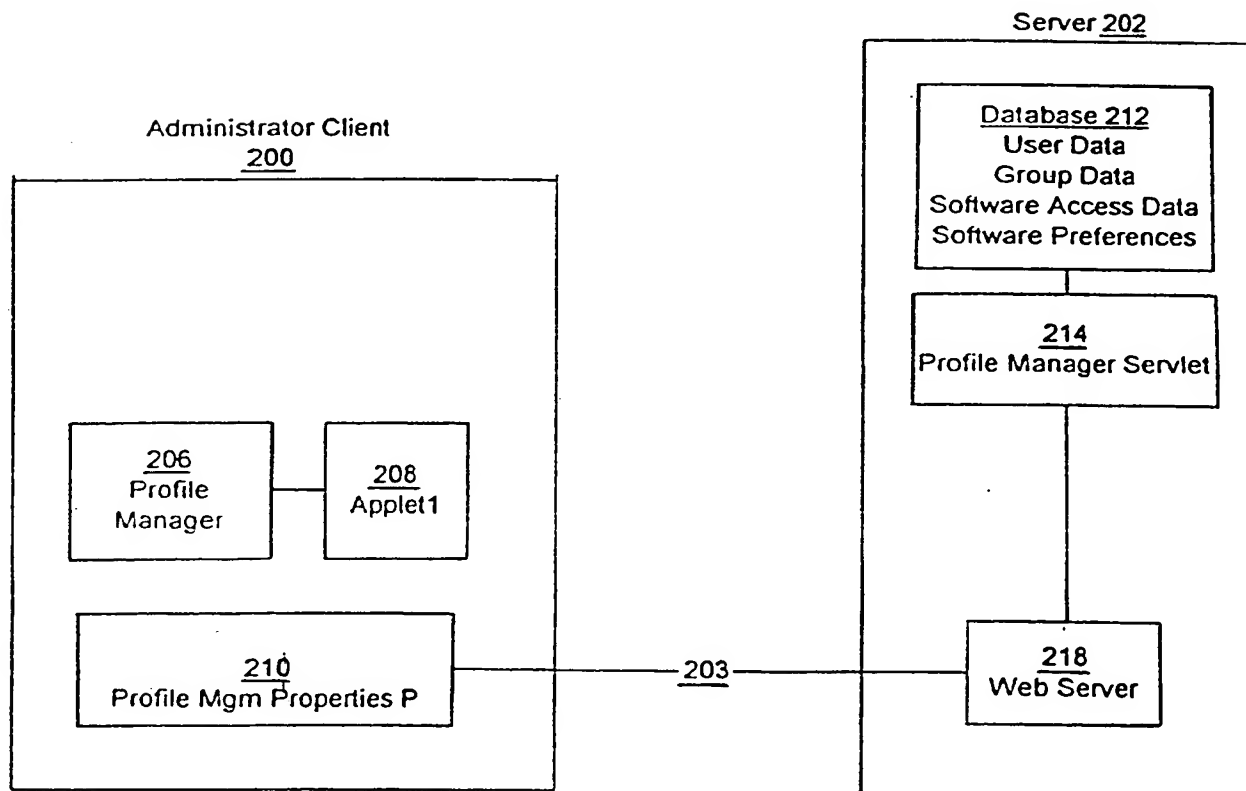 Server 202
Database 212
User Data
Group Data
Software Access Data
Software Preferences
214
Profile Manager Servlet
Administrator Client
200
206
Profile
Manager
208
Applet1
210
Profile Mgm Properties P
203
218
Web Server